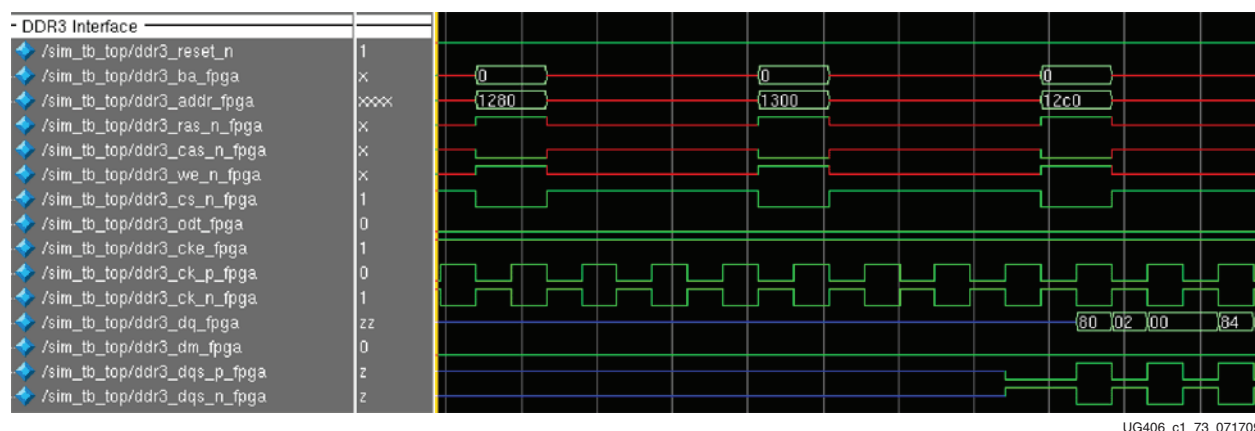 - DDR3 Interface
/sim_tb_top/ddr3_reset_n 1
/sim_tb_top/ddr3_ba_fpga x 0 0 0
/sim_tb_top/ddr3_addr_fpga xxxx 1280 1300 12c0
/sim_tb_top/ddr3_ras_n_fpga x
/sim_tb_top/ddr3_cas_n_fpga x
/sim_tb_top/ddr3_we_n_fpga x
/sim_tb_top/ddr3_cs_n_fpga 1
/sim_tb_top/ddr3_odt_fpga 0
/sim_tb_top/ddr3_cke_fpga 1
/sim_tb_top/ddr3_ck_p_fpga 0
/sim_tb_top/ddr3_ck_n_fpga 1
/sim_tb_top/ddr3_dq_fpga zz 80 02 00 84
/sim_tb_top/ddr3_dm_fpga 0
/sim_tb_top/ddr3_dqs_p_fpga z
/sim_tb_top/ddr3_dqs_n_fpga z